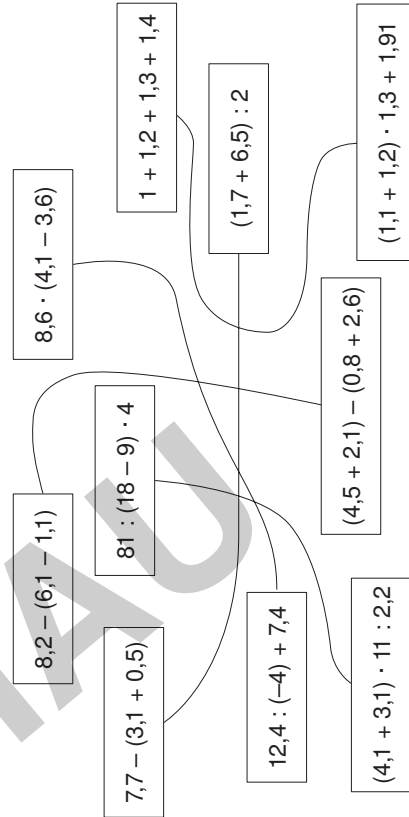 8,2 – (6,1 – 1,1)
8,6 · (4,1 – 3,6)
7,7 – (3,1 + 0,5)
81 : (18 – 9) · 4
1 + 1,2 + 1,3 + 1,4
(1,7 + 6,5) : 2
12,4 : (–4) + 7,4
(4,5 + 2,1) – (0,8 + 2,6)
(4,1 + 3,1) · 11 : 2,2
(1,1 + 1,2) · 1,3 + 1,91
AU